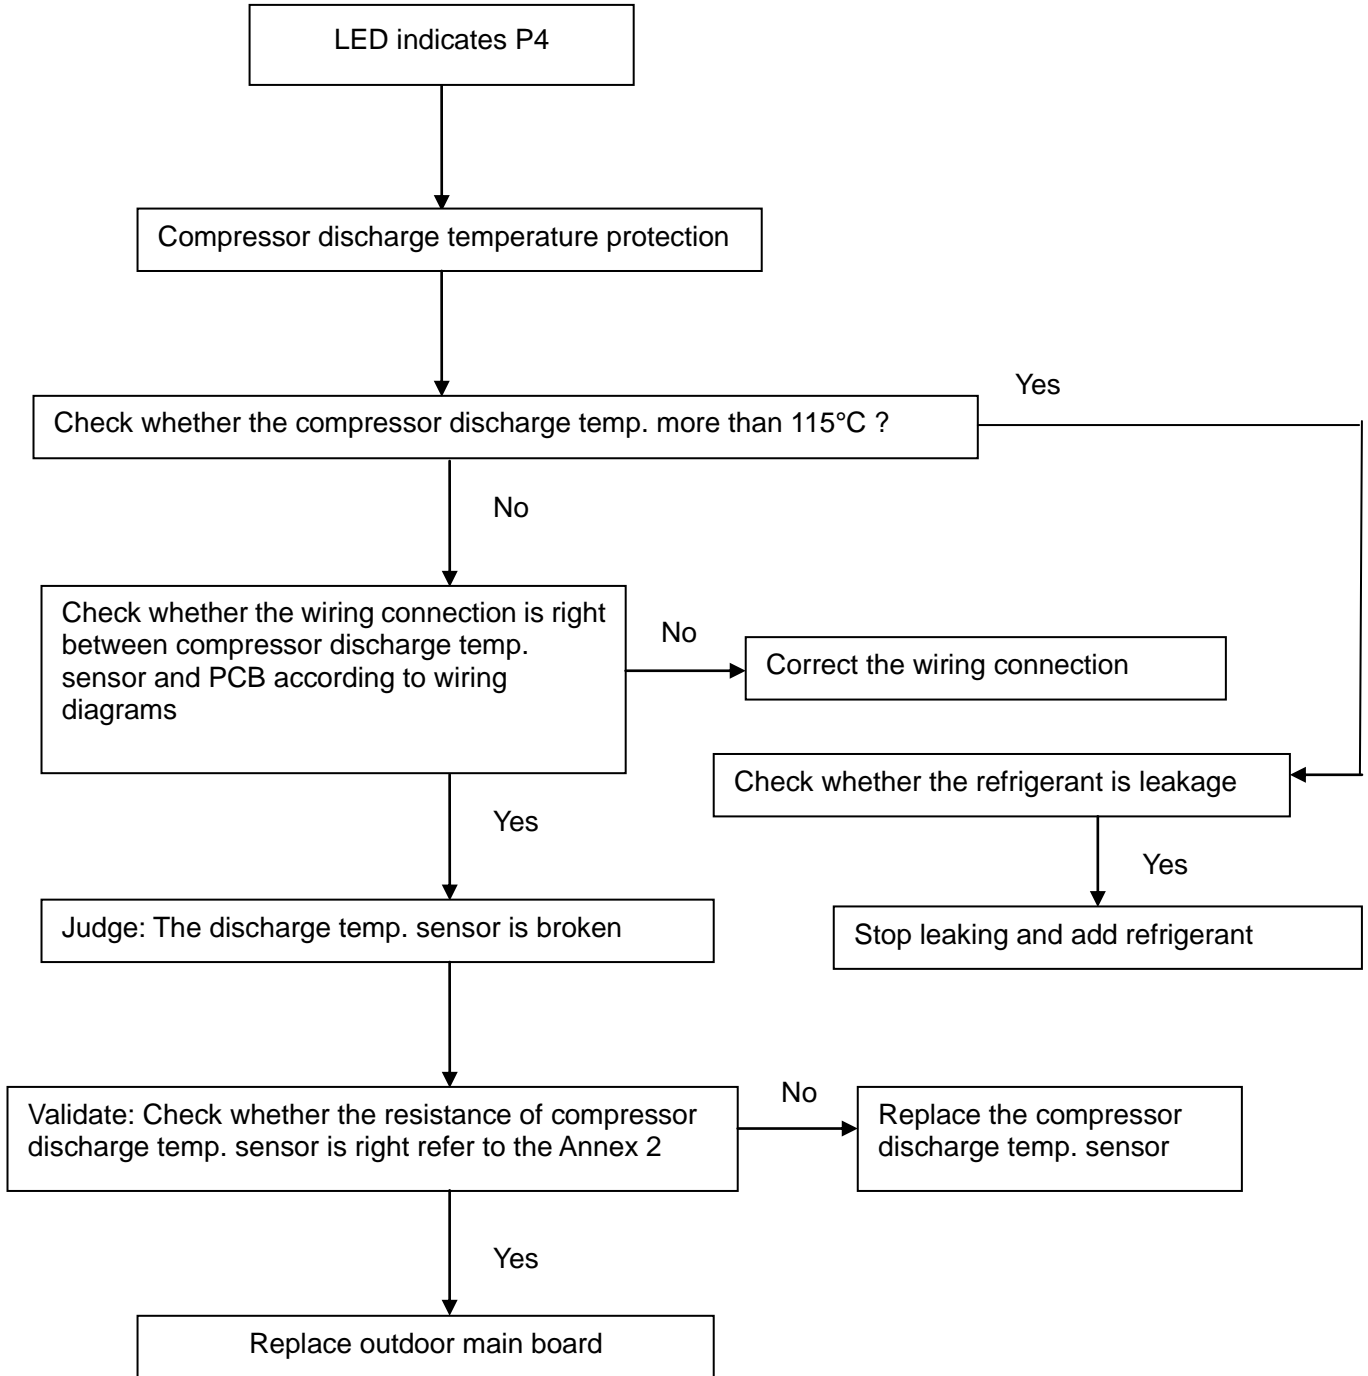 LED indicates P4
Compressor discharge temperature protection
Yes
Check whether the compressor discharge temp. more than 115°C ?
No
Check whether the wiring connection is right
between compressor discharge temp.
sensor and PCB according to wiring
diagrams
No
Correct the wiring connection
Check whether the refrigerant is leakage
Yes
Yes
Judge: The discharge temp. sensor is broken
Stop leaking and add refrigerant
Validate: Check whether the resistance of compressor
discharge temp. sensor is right refer to the Annex 2
No
Replace the compressor
discharge temp. sensor
Yes
Replace outdoor main board